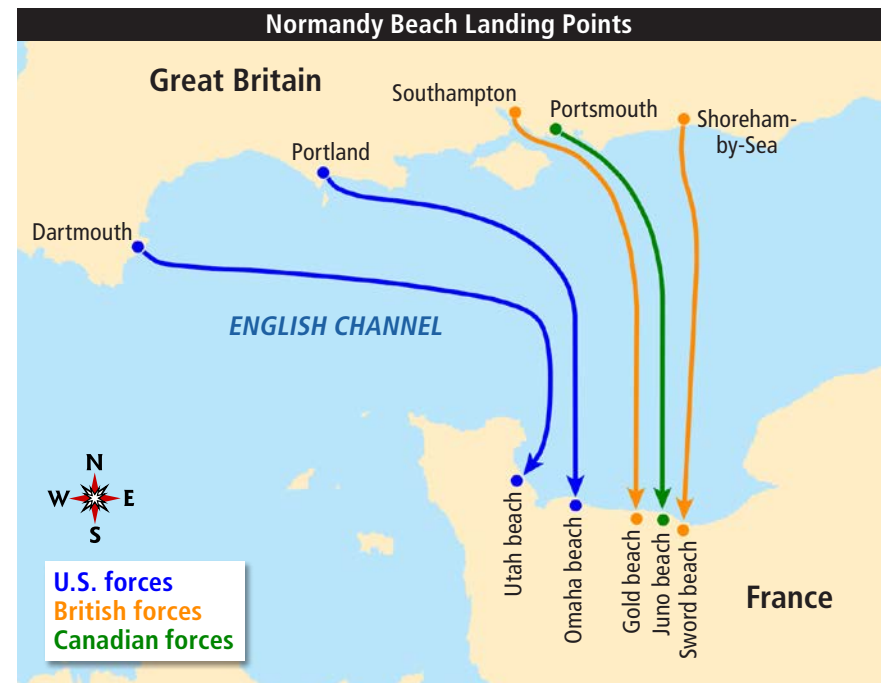 Normandy Beach Landing Points
Great Britain
Southampton
Portsmouth
Shoreham-
by-Sea
Portland
Dartmouth
ENGLISH CHANNEL
N
W
E
S
Utah beach
Omaha beach
Gold beach
Juno beach
Sword beach
France
U.S. forces
British forces
Canadian forces